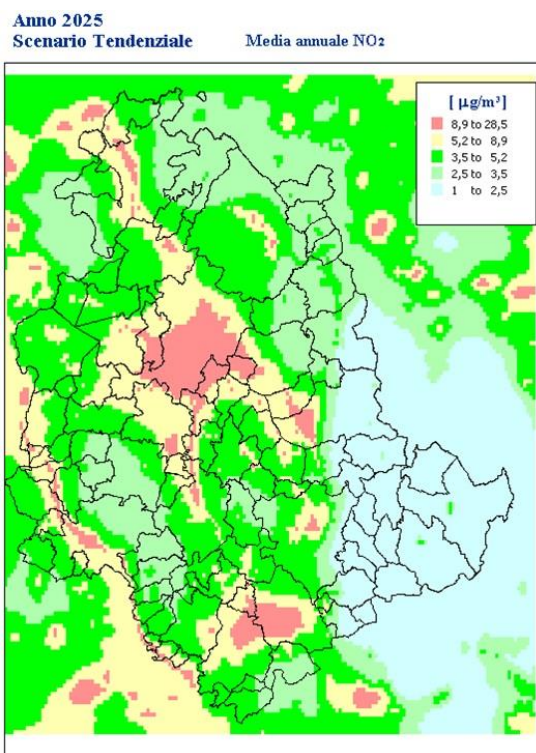 Anno 2025
Scenario Tendenziale Media annuale NO2
[ µg/m³ ]
8,9 to 28,5
5,2 to 8,9
3,5 to 5,2
2,5 to 3,5
1 to 2,5